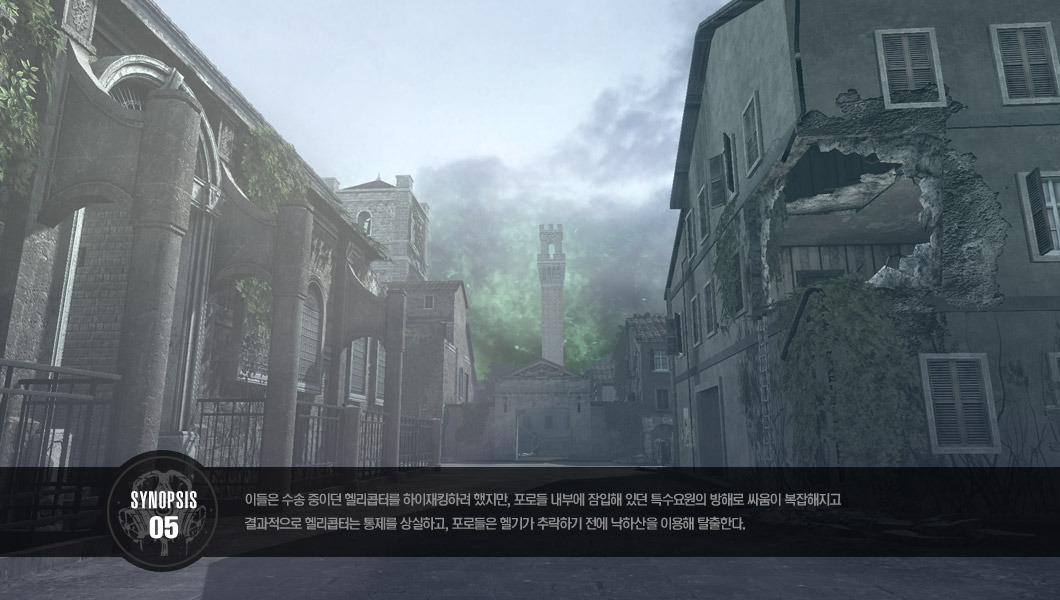 SYNOPSIS
05
이들은 수송 중이던 헬리콥터를 하이재킹하려 했지만, 포로들 내부에 잠입해 있던 특수요원의 방해로 싸움이 복잡해지고
결과적으로 헬리콥터는 통제를 상실하고, 포로들은 헬기가 추락하기 전에 낙하산을 이용해 탈출한다.